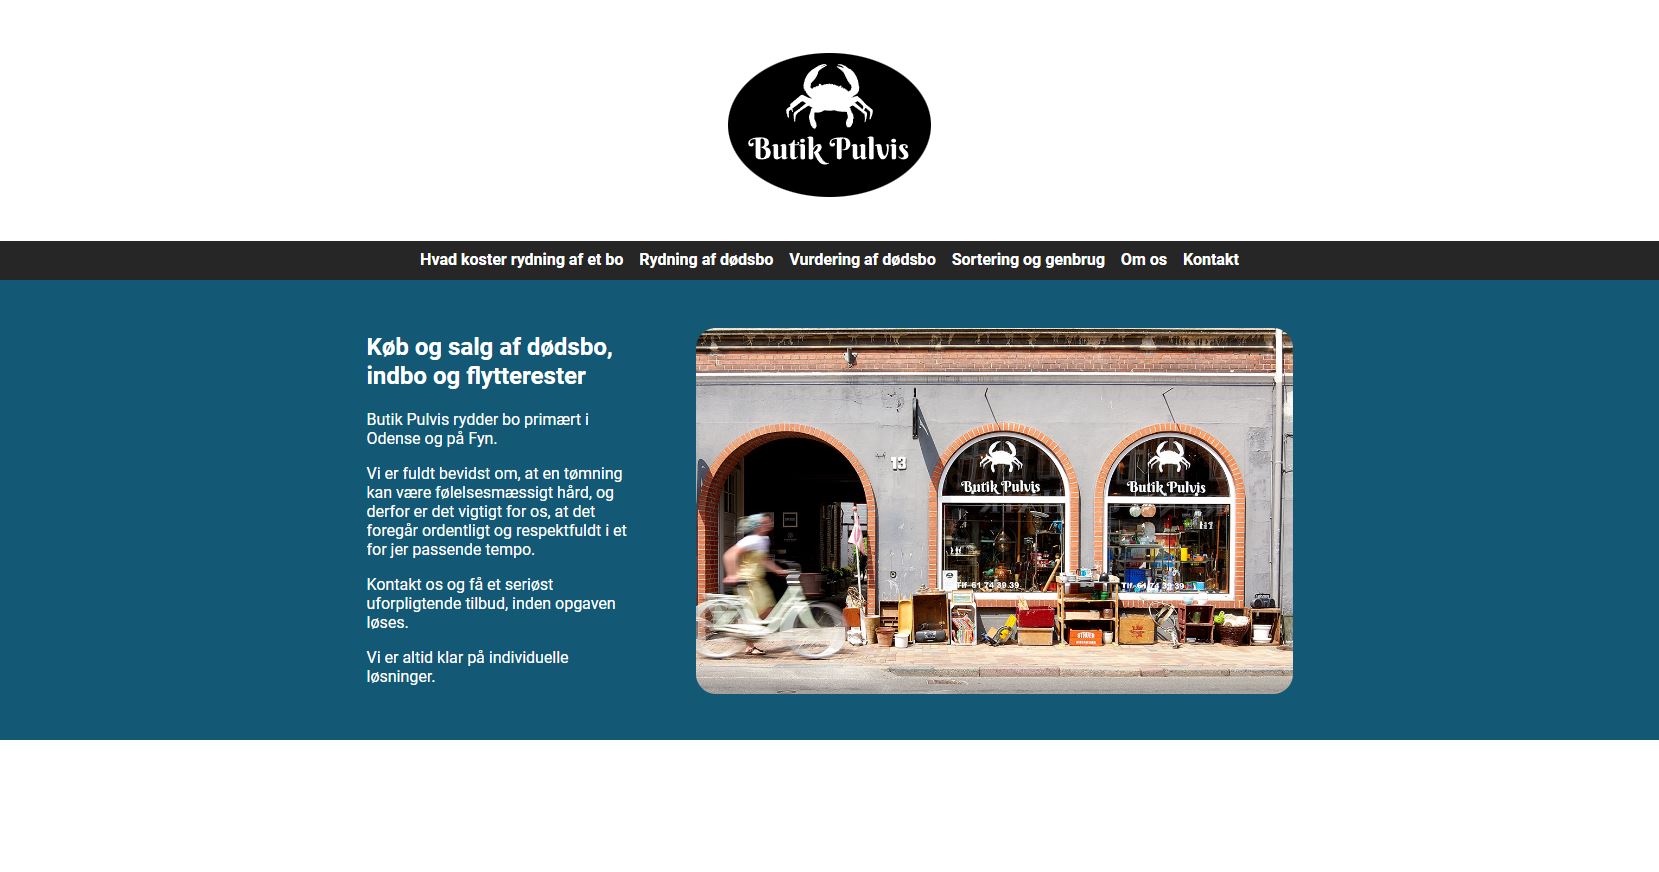 Butik Pulvis
Hvad koster rydning af et bo Rydning af dødsbo Vurdering af dødsbo Sortering og genbrug Om os Kontakt
Køb og salg af dødsbo,
indbo og flytterester
Butik Pulvis rydder bo primært i
Odense og på Fyn.
Vi er fuldt bevidst om, at en tømning
kan være følelsesmæssigt hård, og
derfor er det vigtigt for os, at det
foregår ordentligt og respektfuldt i et
for jer passende tempo.
Kontakt os og få et seriøst
uforpligtende tilbud, inden opgaven
løses.
Vi er altid klar på individuelle
løsninger.
13
Butik Pulvis
Butik Pulvis
Tlf. 61 74 39 39
Tlf. 61 74 39 39